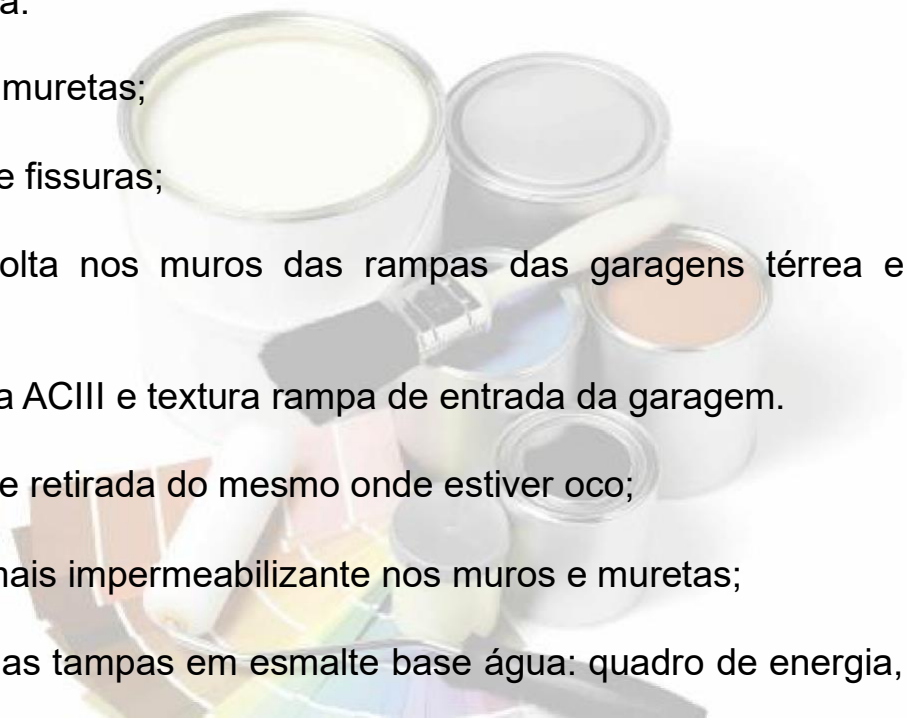 a.
muretas;
e fissuras;
olta nos muros das rampas das garagens térrea e
a ACIII e textura rampa de entrada da garagem.
e retirada do mesmo onde estiver oco;
mais impermeabilizante nos muros e muretas;
as tampas em esmalte base água: quadro de energia,